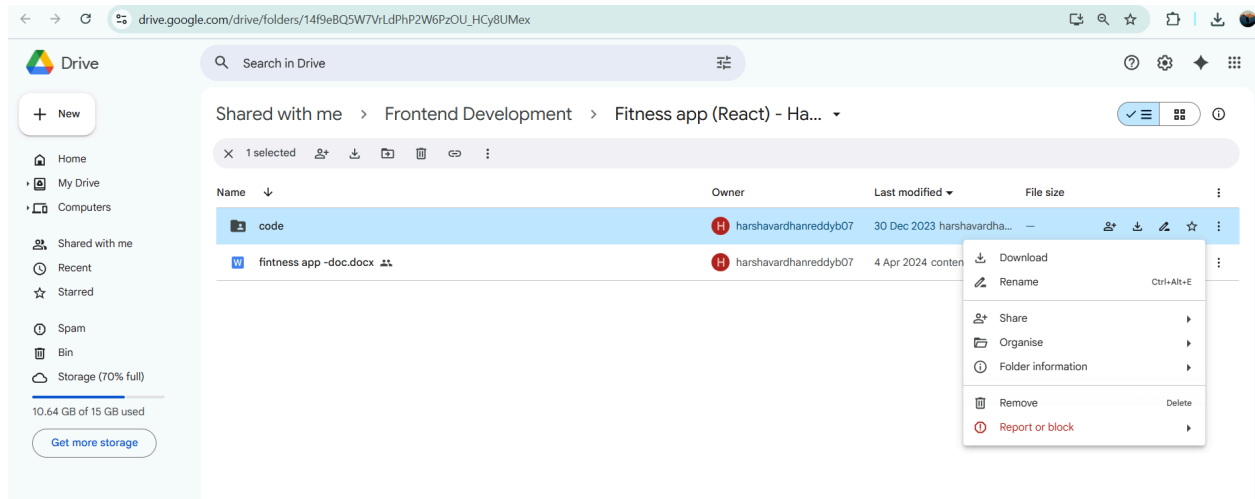 drive.google.com/drive/folders/14f9eBQ5W7VrLdPhP2W6PzOU_HCy8UMex
Drive
Search in Drive
New
Shared with me > Frontend Development > Fitness app (React) - Ha...
1 selected
Home
My Drive
Computers
Shared with me
Recent
Starred
Spam
Bin
Storage (70% full)
10.64 GB of 15 GB used
Get more storage
Name Owner Last modified File size
code H harshavardhanreddyb07 30 Dec 2023 harshavardha... —
W fintness app -doc.docx H harshavardhanreddyb07 4 Apr 2024 conten
Download
Rename Ctrl+Alt+E
Share
Organise
Folder information
Remove Delete
Report or block